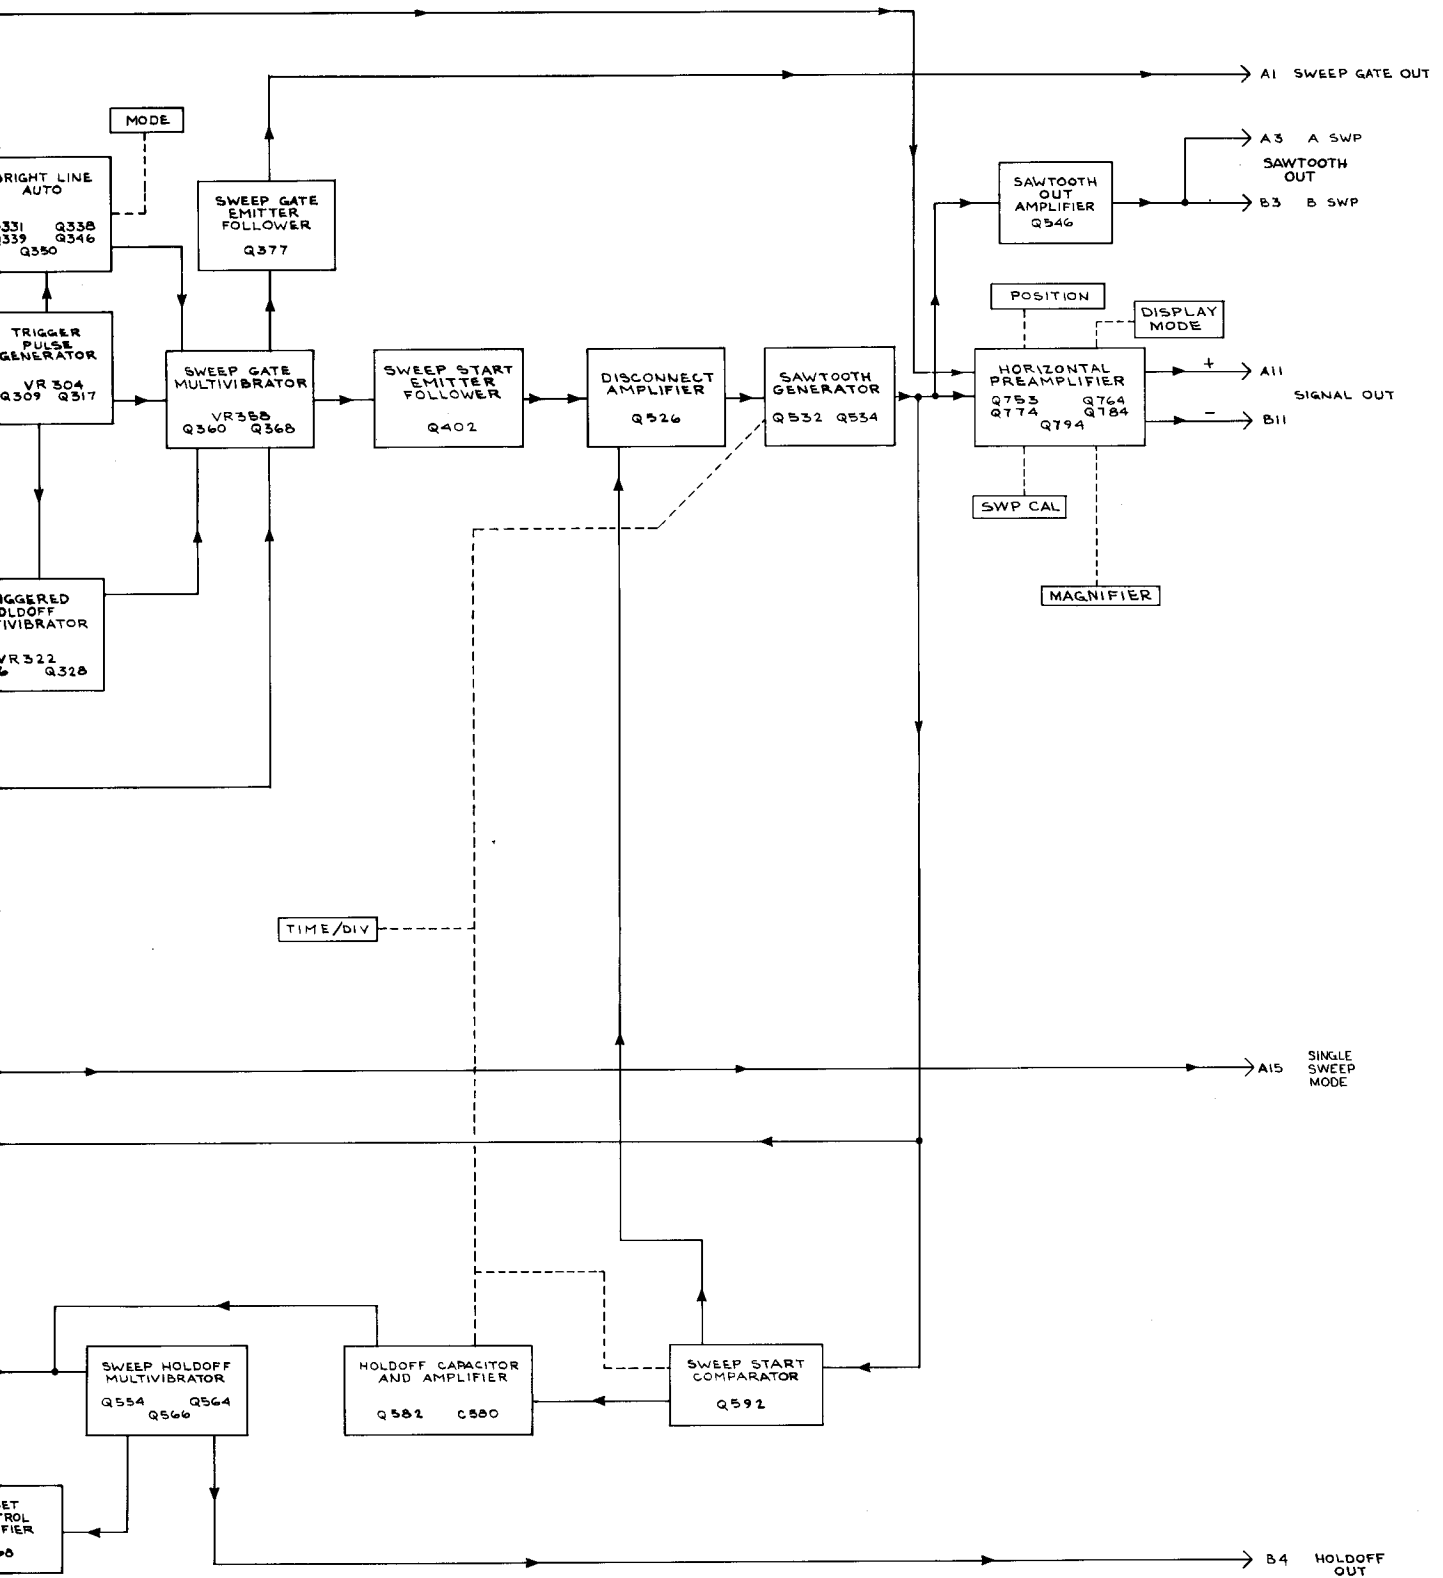 A1 SWEEP GATE OUT
MODE
A3 A SWP
SAWTOOTH
OUT
B3 B SWP
AUTO
LINE
Q338
Q346
Q350
SWEEP GATE
EMITTER
FOLLOWER
Q377
SAWTOOTH
OUT
AMPLIFIER
Q546
POSITION
DISPLAY
MODE
TRIGGER
PULSE
GENERATOR
VR304
Q309 Q317
SWEEP GATE
MULTIVIBRATOR
VR358
Q360 Q368
SWEEP START
EMITTER
FOLLOWER
Q402
DISCONNECT
AMPLIFIER
Q526
SAWTOOTH
GENERATOR
Q532 Q534
HORIZONTAL
PREAMPLIFIER
Q753 Q764
Q774 Q784
Q794
+ A11
SIGNAL OUT
- B11
SWP CAL
MAGNIFIER
VR322
Q328
TIME/DIV
A15
SINGLE
SWEEP
MODE
SWEEP HOLDOFF
MULTIVIBRATOR
Q554 Q564
Q566
HOLDOFF CAPACITOR
AND AMPLIFIER
Q582 C580
SWEEP START
COMPARATOR
Q592
B4 HOLDOFF
OUT